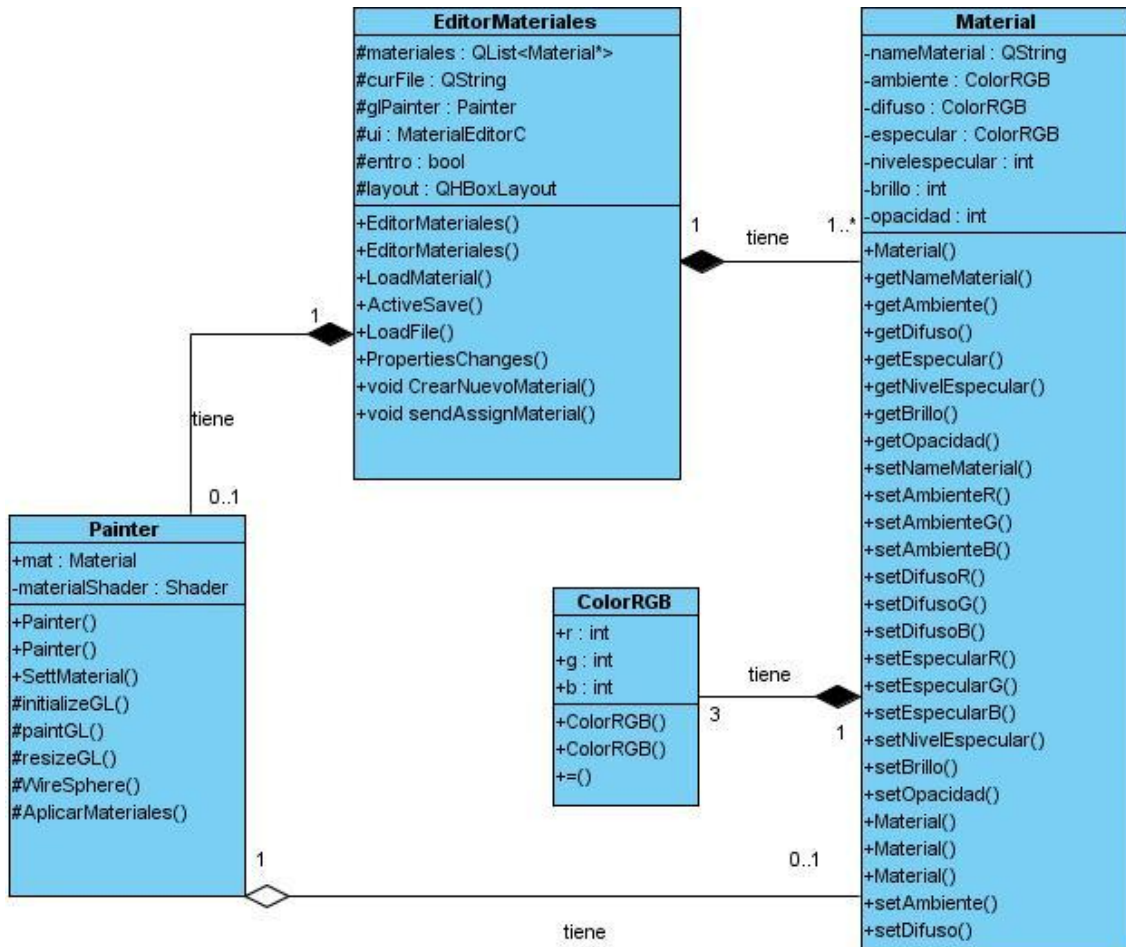 EditorMateriales
#materiales : QList<Material*>
#curFile : QString
#glPainter : Painter
#ui : MaterialEditorC
#entro : bool
#layout : QHBoxLayout
+EditorMateriales()
+EditorMateriales()
+LoadMaterial()
+ActiveSave()
+LoadFile()
+PropertiesChanges()
+void CrearNuevoMaterial()
+void sendAssignMaterial()
1
tiene
1..*
1
tiene
0..1
Material
-nameMaterial : QString
-ambiente : ColorRGB
-difuso : ColorRGB
-especular : ColorRGB
-nivelespecular : int
-brillo : int
-opacidad : int
+Material()
+getNameMaterial()
+getAmbiente()
+getDifuso()
+getEspecular()
+getNivelEspecular()
+getBrillo()
+getOpacidad()
+setNameMaterial()
+setAmbienteR()
+setAmbienteG()
+setAmbienteB()
+setDifusoR()
+setDifusoG()
+setDifusoB()
+setEspecularR()
+setEspecularG()
+setEspecularB()
+setNivelEspecular()
+setBrillo()
+setOpacidad()
+Material()
+Material()
+Material()
+setAmbiente()
+setDifuso()
Painter
+mat : Material
-materialShader : Shader
+Painter()
+Painter()
+SettMaterial()
#initializeGL()
#paintGL()
#resizeGL()
#WireSphere()
#AplicarMateriales()
ColorRGB
+r : int
+g : int
+b : int
+ColorRGB()
+ColorRGB()
+=()
tiene
3
1
1
0..1
tiene